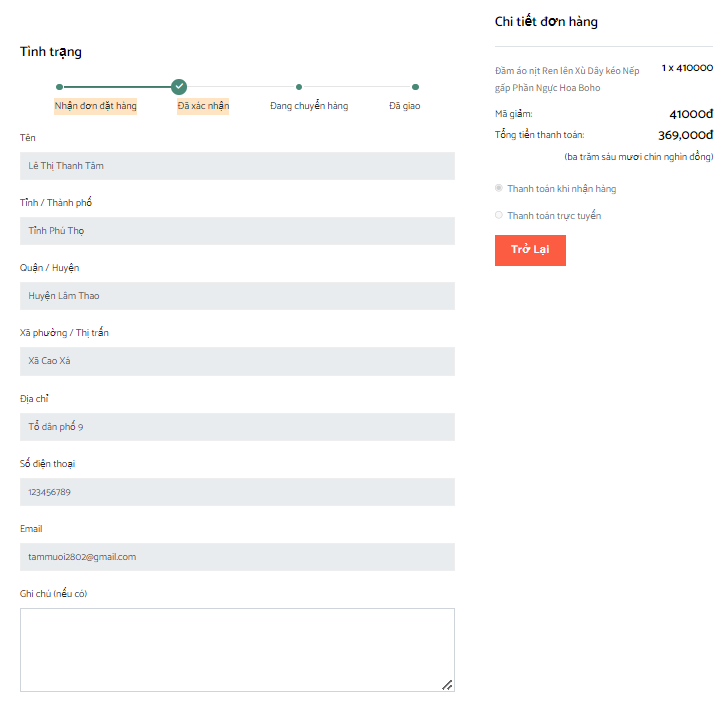 Tình trạng
Nhận đơn đặt hàng
Đã xác nhận
Đang chuyển hàng
Đã giao
Tên
Lê Thị Thanh Tâm
Tỉnh / Thành phố
Tỉnh Phú Thọ
Quận / Huyện
Huyện Lâm Thao
Xã phường / Thị trấn
Xã Cao Xá
Địa chỉ
Tổ dân phố 9
Số điện thoại
123456789
Email
tammuoi2802@gmail.com
Ghi chú (nếu có)
Chi tiết đơn hàng
Đầm áo nịt Ren lên Xù Dây kéo Nếp
gấp Phần Ngực Hoa Boho
1 x 410000
Mã giảm:
41000đ
Tổng tiền thanh toán:
369,000đ
(ba trăm sáu mươi chín nghìn đồng)
Thanh toán khi nhận hàng
Thanh toán trực tuyến
Trở Lại